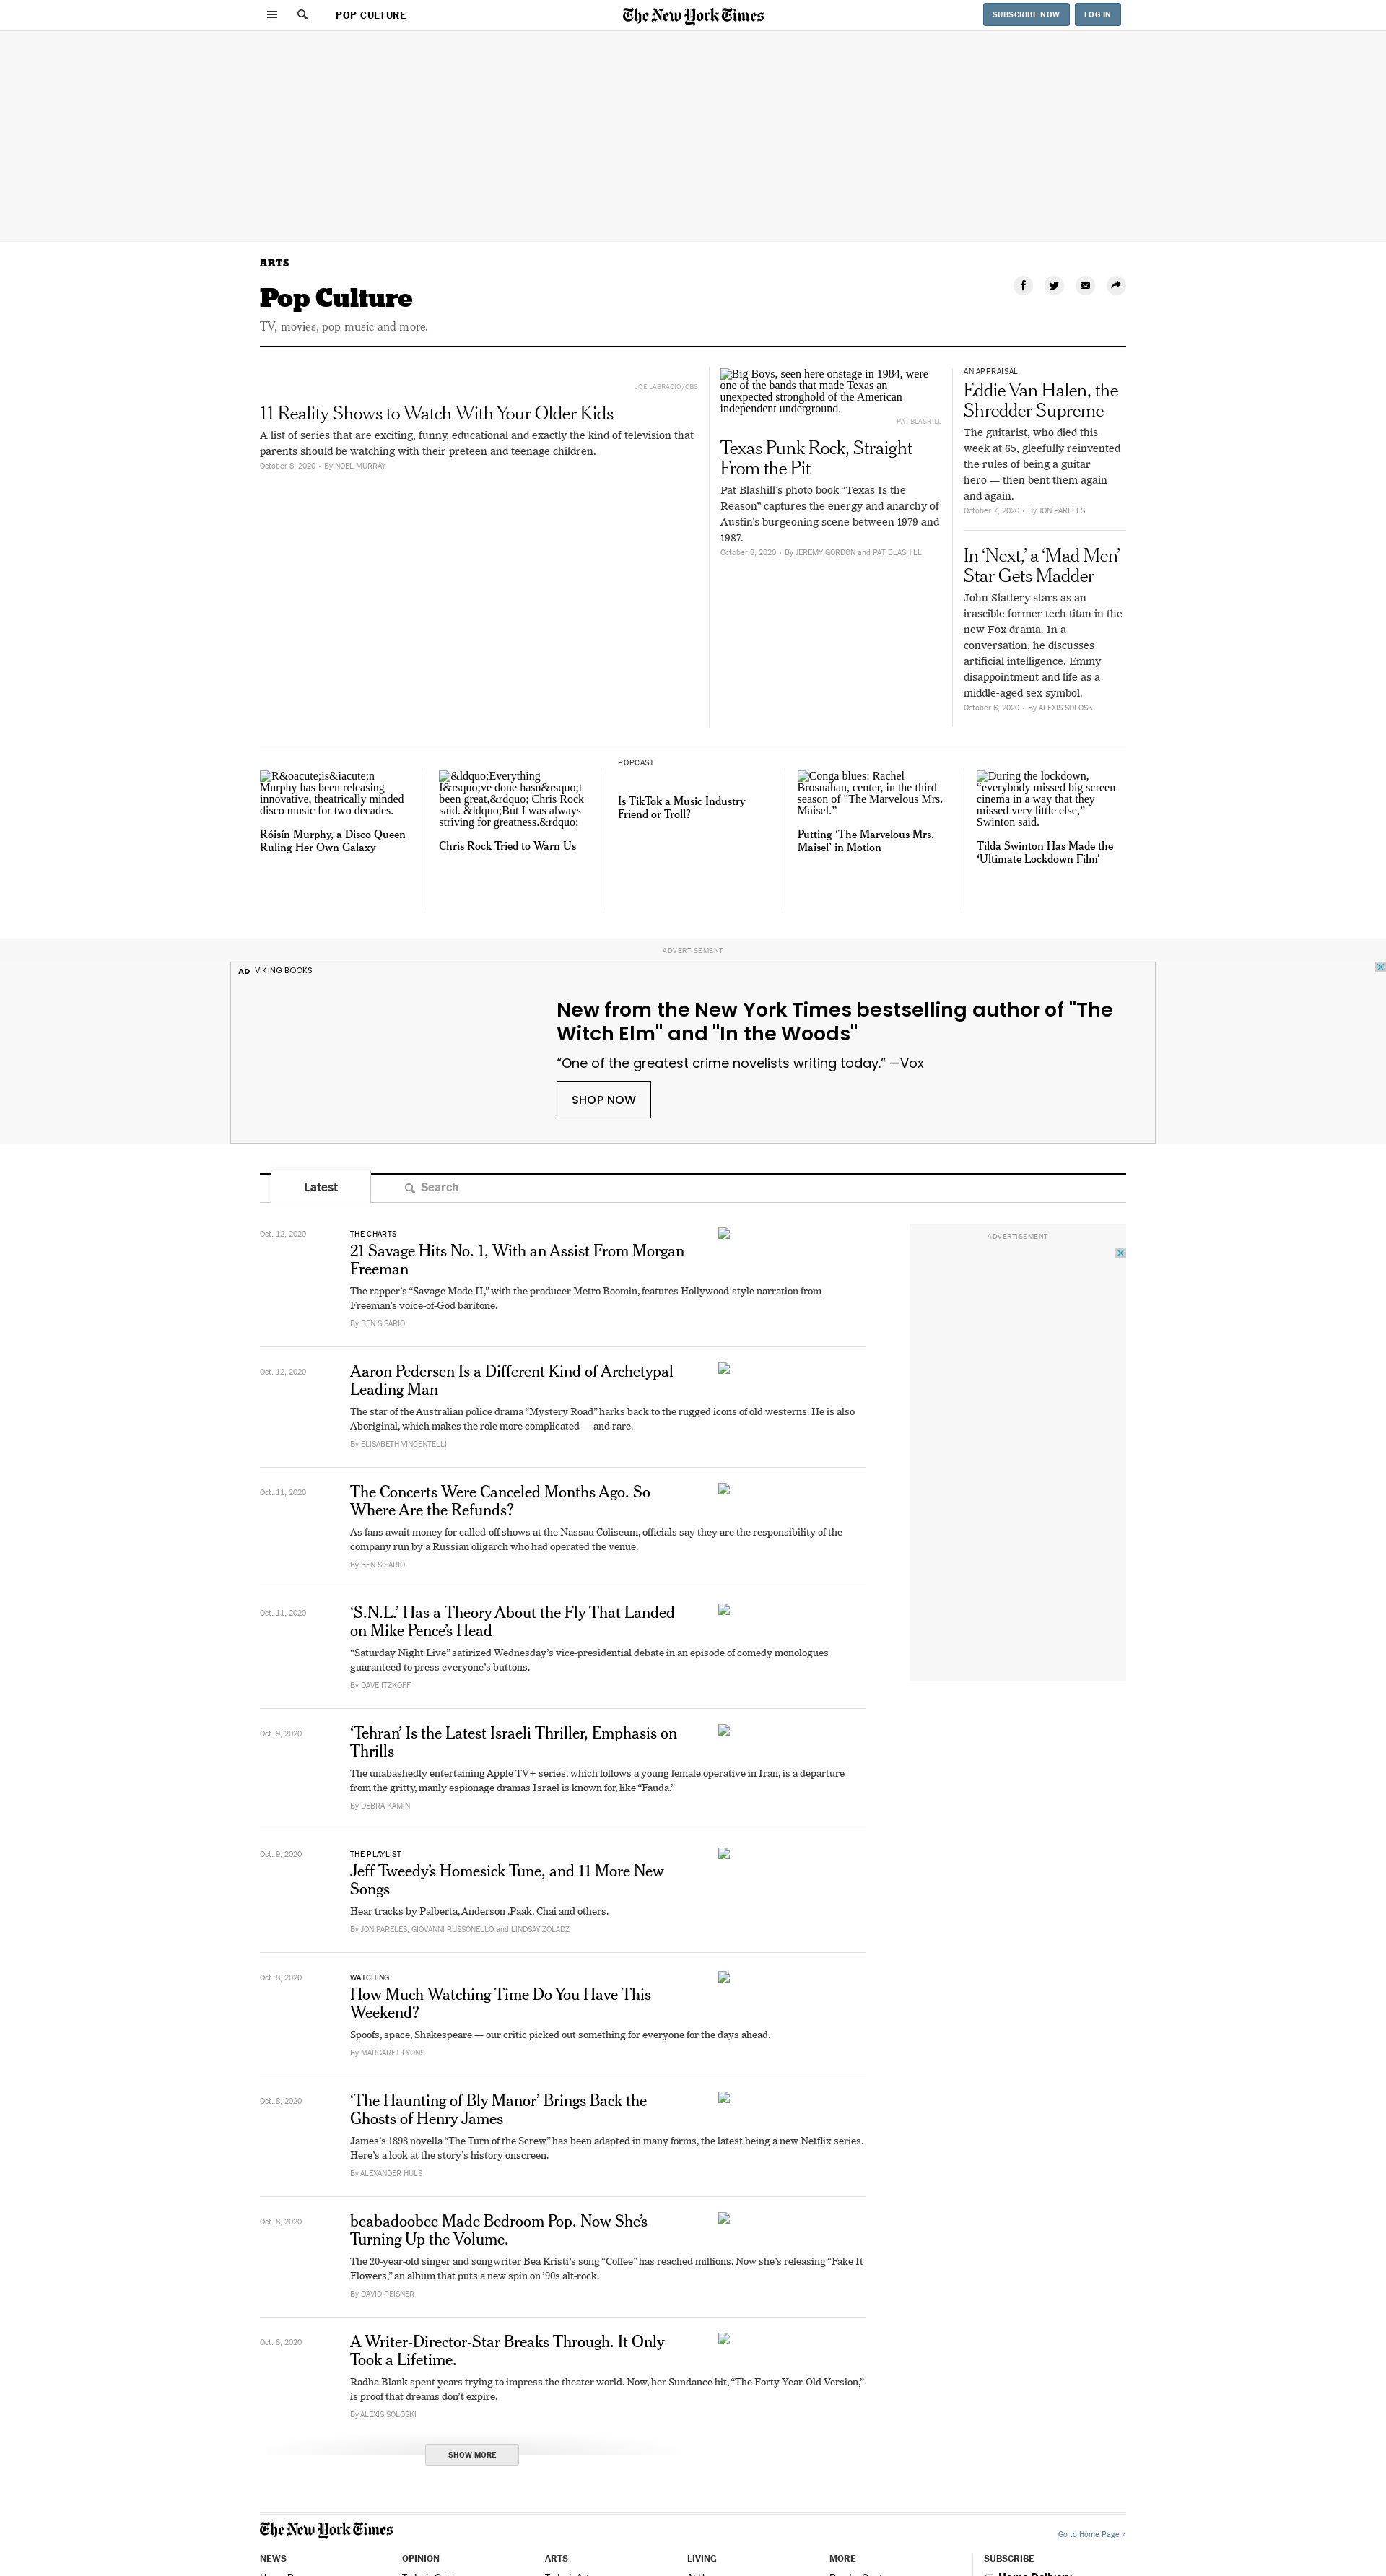 POP CULTURE
The New York Times
SUBSCRIBE NOW
LOG IN
ARTS
Pop Culture
TV, movies, pop music and more.
JOE LABRACIO/CBS
11 Reality Shows to Watch With Your Older Kids
A list of series that are exciting, funny, educational and exactly the kind of television that
parents should be watching with their preteen and teenage children.
October 8, 2020 • By NOEL MURRAY
Big Boys, seen here onstage in 1984, were
one of the bands that made Texas an
unexpected stronghold of the American
independent underground.
PAT BLASHILL
Texas Punk Rock, Straight
From the Pit
Pat Blashill’s photo book “Texas Is the
Reason” captures the energy and anarchy of
Austin’s burgeoning scene between 1979 and
1987.
October 8, 2020 • By JEREMY GORDON and PAT BLASHILL
AN APPRAISAL
Eddie Van Halen, the
Shredder Supreme
The guitarist, who died this
week at 65, gleefully reinvented
the rules of being a guitar
hero — then bent them again
and again.
October 7, 2020 • By JON PARELES
In ‘Next,’ a ‘Mad Men’
Star Gets Madder
John Slattery stars as an
irascible former tech titan in the
new Fox drama. In a
conversation, he discusses
artificial intelligence, Emmy
disappointment and life as a
middle-aged sex symbol.
October 6, 2020 • By ALEXIS SOLOSKI
R&oacute;is&iacute;n
Murphy has been releasing
innovative, theatrically minded
disco music for two decades.
Róisín Murphy, a Disco Queen
Ruling Her Own Galaxy
&ldquo;Everything
I&rsquo;ve done hasn&rsquo;t
been great,&rdquo; Chris Rock
said. &ldquo;But I was always
striving for greatness.&rdquo;
Chris Rock Tried to Warn Us
POPCAST
Is TikTok a Music Industry
Friend or Troll?
Conga blues: Rachel
Brosnahan, center, in the third
season of "The Marvelous Mrs.
Maisel.”
Putting ‘The Marvelous Mrs.
Maisel’ in Motion
During the lockdown,
“everybody missed big screen
cinema in a way that they
missed very little else,”
Swinton said.
Tilda Swinton Has Made the
‘Ultimate Lockdown Film’
ADVERTISEMENT
AD VIKING BOOKS
New from the New York Times bestselling author of "The
Witch Elm" and "In the Woods"
“One of the greatest crime novelists writing today.” —Vox
SHOP NOW
Latest
Search
ADVERTISEMENT
Oct. 12, 2020
THE CHARTS
21 Savage Hits No. 1, With an Assist From Morgan
Freeman
The rapper’s “Savage Mode II,” with the producer Metro Boomin, features Hollywood-style narration from
Freeman’s voice-of-God baritone.
By BEN SISARIO
Oct. 12, 2020
Aaron Pedersen Is a Different Kind of Archetypal
Leading Man
The star of the Australian police drama “Mystery Road” harks back to the rugged icons of old westerns. He is also
Aboriginal, which makes the role more complicated — and rare.
By ELISABETH VINCENTELLI
Oct. 11, 2020
The Concerts Were Canceled Months Ago. So
Where Are the Refunds?
As fans await money for called-off shows at the Nassau Coliseum, officials say they are the responsibility of the
company run by a Russian oligarch who had operated the venue.
By BEN SISARIO
Oct. 11, 2020
‘S.N.L.’ Has a Theory About the Fly That Landed
on Mike Pence’s Head
“Saturday Night Live” satirized Wednesday’s vice-presidential debate in an episode of comedy monologues
guaranteed to press everyone’s buttons.
By DAVE ITZKOFF
Oct. 9, 2020
‘Tehran’ Is the Latest Israeli Thriller, Emphasis on
Thrills
The unabashedly entertaining Apple TV+ series, which follows a young female operative in Iran, is a departure
from the gritty, manly espionage dramas Israel is known for, like “Fauda.”
By DEBRA KAMIN
Oct. 9, 2020
THE PLAYLIST
Jeff Tweedy’s Homesick Tune, and 11 More New
Songs
Hear tracks by Palberta, Anderson .Paak, Chai and others.
By JON PARELES, GIOVANNI RUSSONELLO and LINDSAY ZOLADZ
Oct. 8, 2020
WATCHING
How Much Watching Time Do You Have This
Weekend?
Spoofs, space, Shakespeare — our critic picked out something for everyone for the days ahead.
By MARGARET LYONS
Oct. 8, 2020
‘The Haunting of Bly Manor’ Brings Back the
Ghosts of Henry James
James’s 1898 novella “The Turn of the Screw” has been adapted in many forms, the latest being a new Netflix series.
Here’s a look at the story’s history onscreen.
By ALEXANDER HULS
Oct. 8, 2020
beabadoobee Made Bedroom Pop. Now She’s
Turning Up the Volume.
The 20-year-old singer and songwriter Bea Kristi’s song “Coffee” has reached millions. Now she’s releasing “Fake It
Flowers,” an album that puts a new spin on ’90s alt-rock.
By DAVID PEISNER
Oct. 8, 2020
A Writer-Director-Star Breaks Through. It Only
Took a Lifetime.
Radha Blank spent years trying to impress the theater world. Now, her Sundance hit, “The Forty-Year-Old Version,”
is proof that dreams don’t expire.
By ALEXIS SOLOSKI
SHOW MORE
The New York Times
Go to Home Page »
NEWS
OPINION
ARTS
LIVING
MORE
SUBSCRIBE